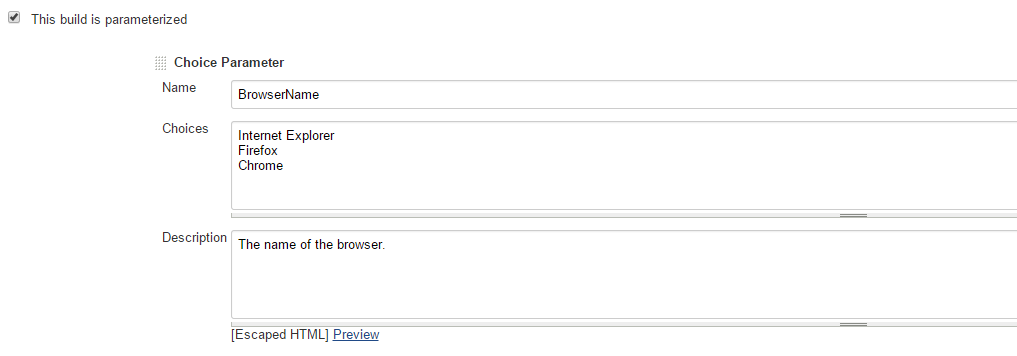 This build is parameterized
Choice Parameter
Name
BrowserName
Choices
Internet Explorer
Firefox
Chrome
Description
The name of the browser.
[Escaped HTML] Preview